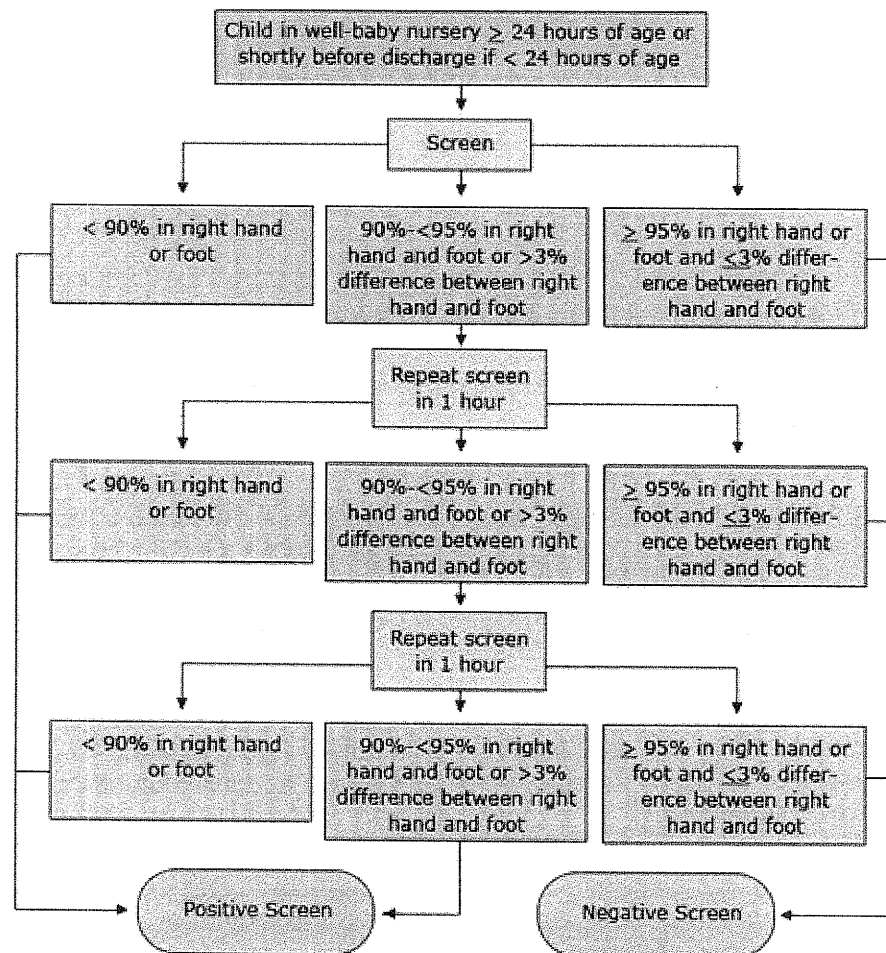 Child in well-baby nursery ≥ 24 hours of age or
shortly before discharge if < 24 hours of age
Screen
< 90% in right hand
or foot
90%-<95% in right
hand and foot or >3%
difference between right
hand and foot
≥ 95% in right hand or
foot and ≤3% differ-
ence between right
hand and foot
Repeat screen
in 1 hour
< 90% in right hand
or foot
90%-<95% in right
hand and foot or >3%
difference between right
hand and foot
≥ 95% in right hand or
foot and ≤3% differ-
ence between right
hand and foot
Repeat screen
in 1 hour
< 90% in right hand
or foot
90%-<95% in right
hand and foot or >3%
difference between right
hand and foot
≥ 95% in right hand or
foot and ≤3% differ-
ence between right
hand and foot
Positive Screen
Negative Screen